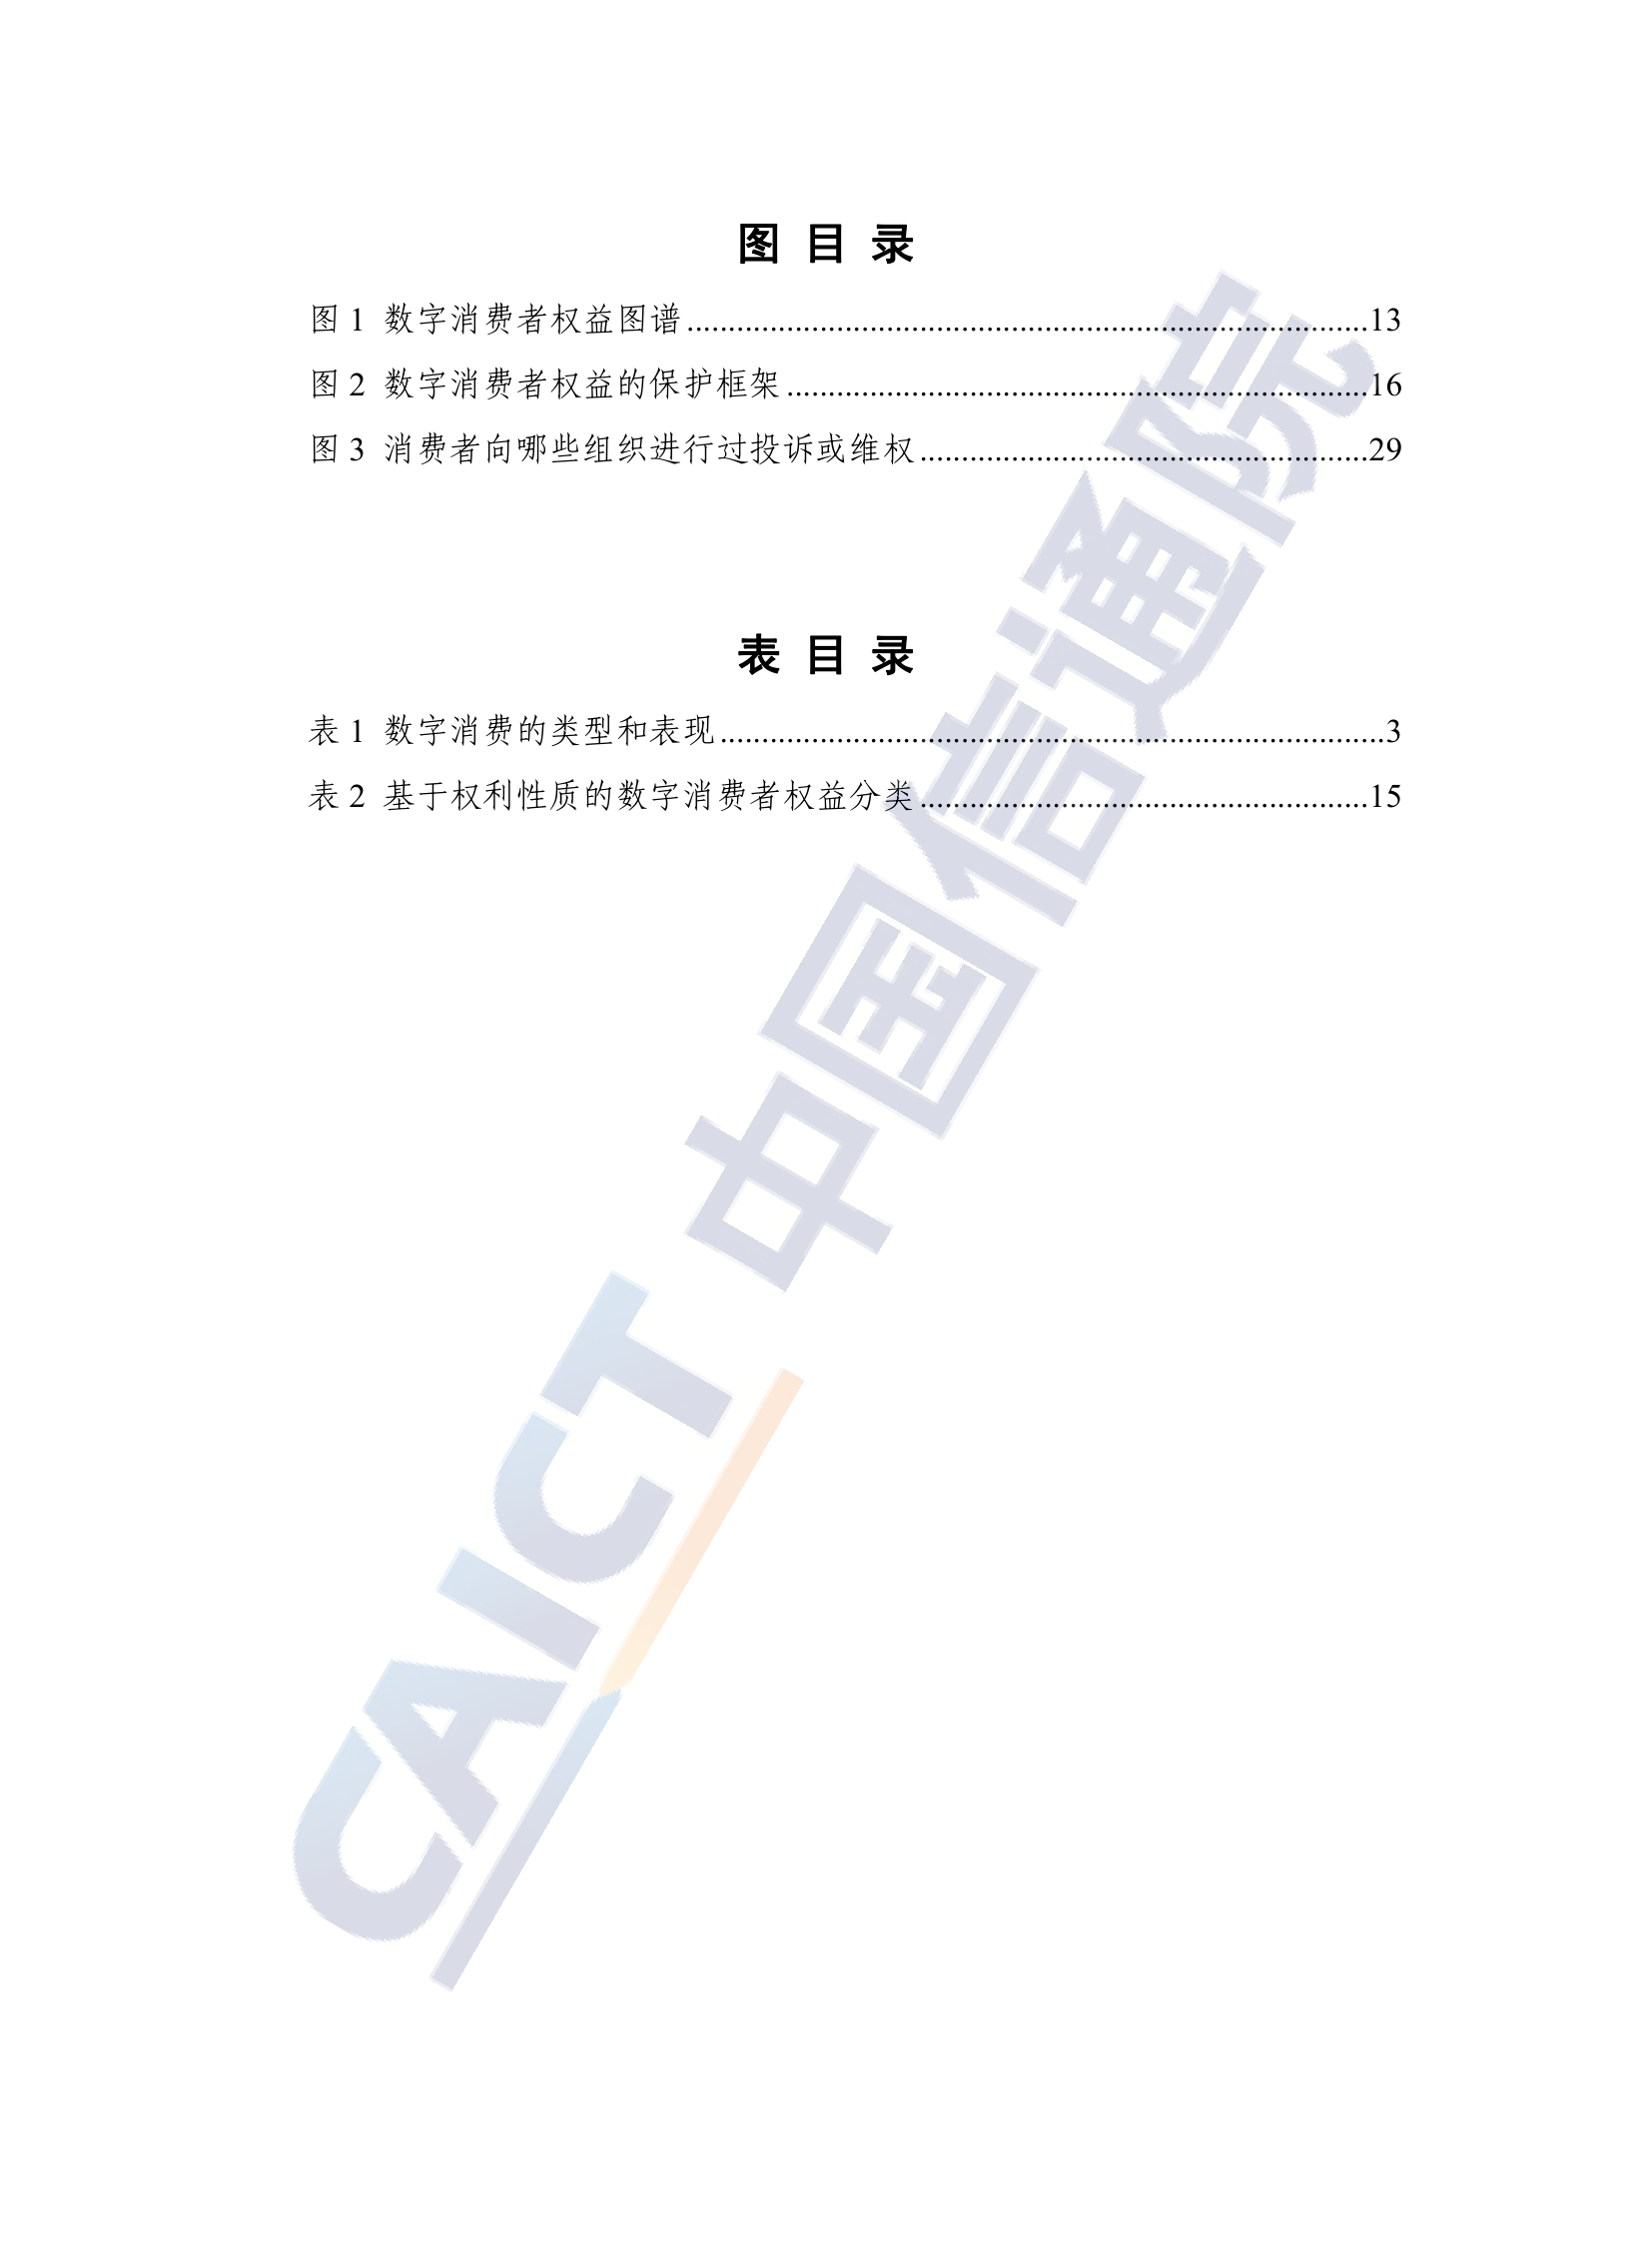 图 目 录
图 1 数字消费者权益图谱................................................................................13
图 2 数字消费者权益的保护框架....................................................................16
图 3 消费者向哪些组织进行过投诉或维权.....................................................29
表 目 录
表 1 数字消费的类型和表现..............................................................................3
表 2 基于权利性质的数字消费者权益分类.....................................................15
CAICT 中国信通院